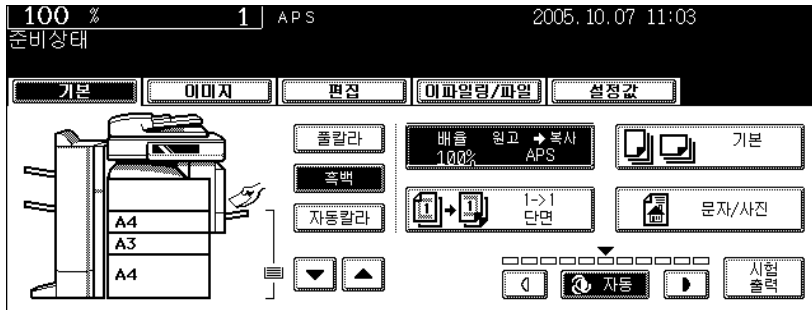 100 % 1 APS 2005.10.07 11:03
준비상태
기본 이미지 편집 이파일링/파일 설정값
풀칼라
흑백
자동칼라
배율 원고 ➔복사
100% APS
기본
1->1
단면
문자/사진
A4
A3
A4
자동
시험
출력